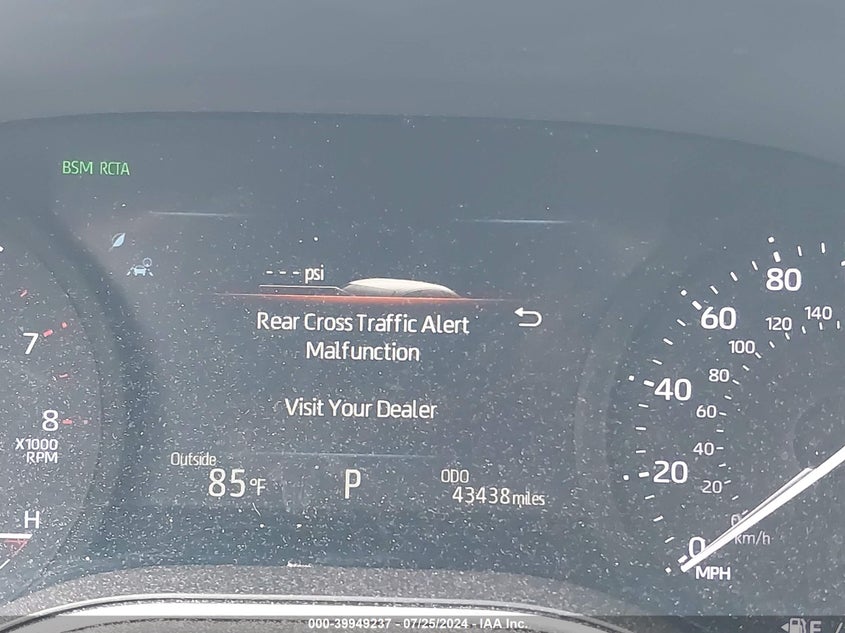 BSM RCTA
--- psi
Rear Cross Traffic Alert
Malfunction
Visit Your Dealer
Outside
85°F
P
ODO
43438 miles
7
8
X1000
RPM
H
80
60
40
20
0
MPH
140
120
100
80
60
40
20
0
km/h
F
000-39949237 - 07/25/2024 - IAA Inc.